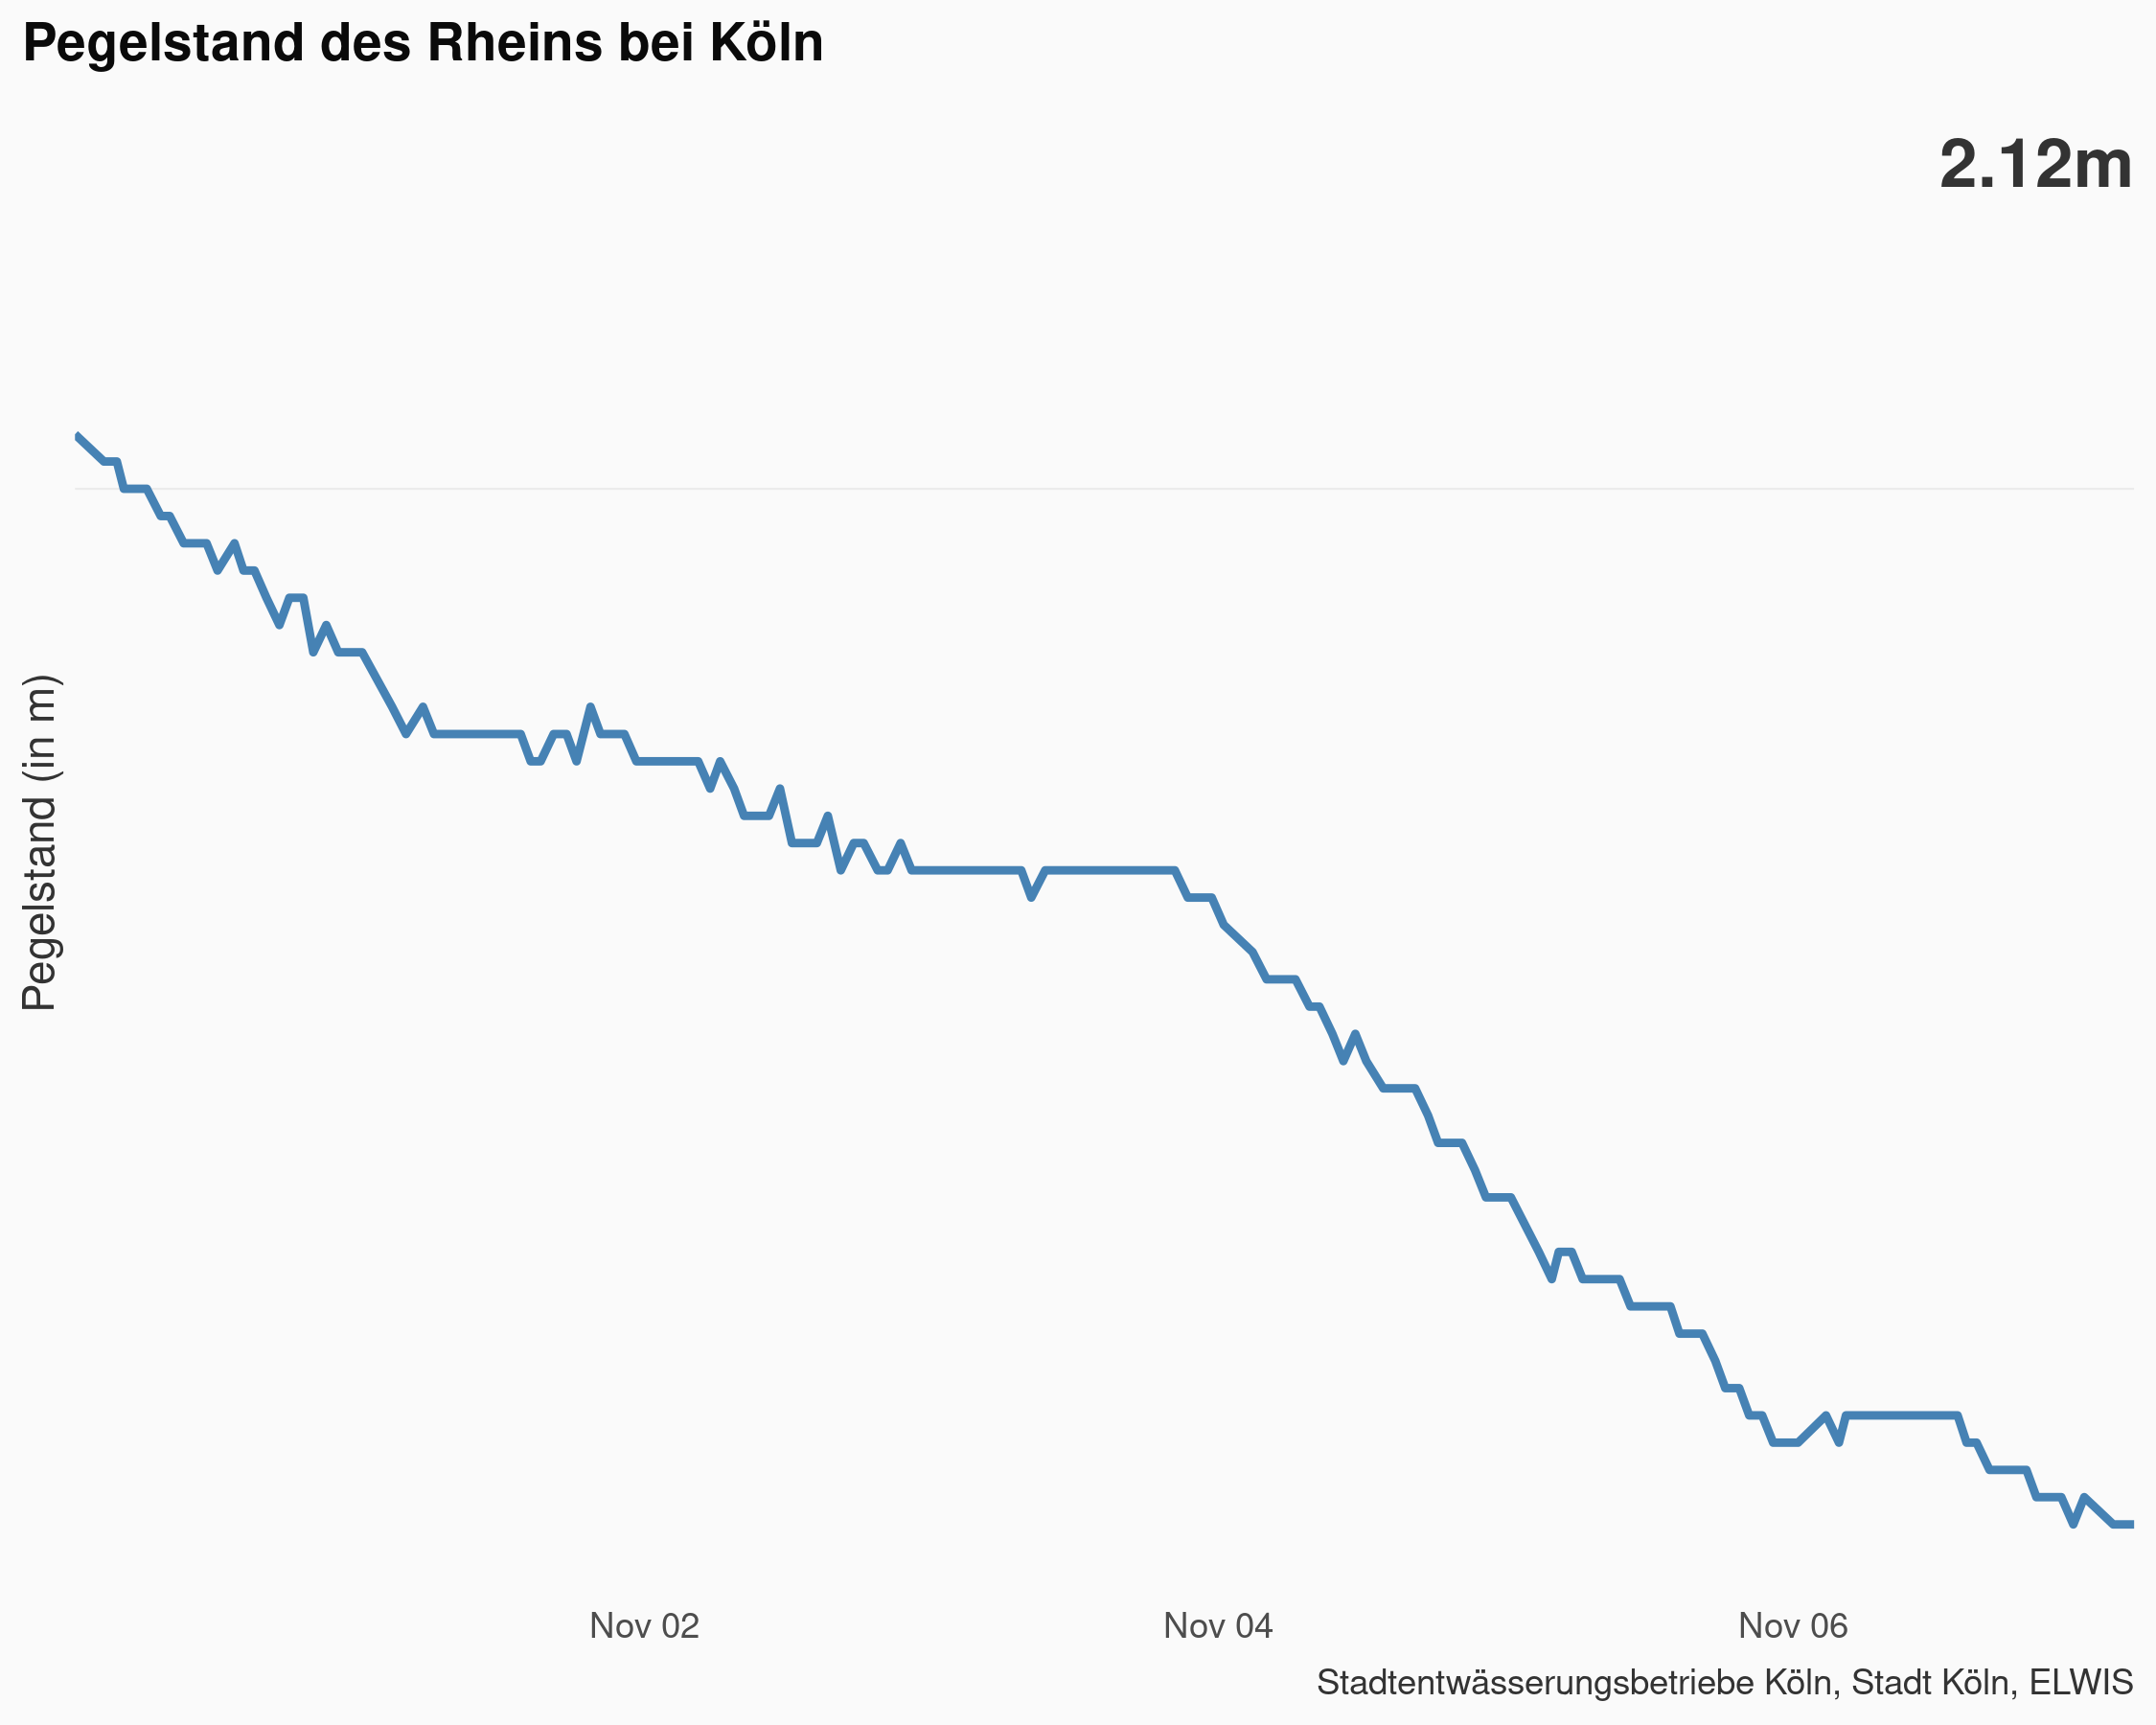 Pegelstand des Rheins bei Köln
2.12m
Pegelstand (in m)
Nov 02 Nov 04 Nov 06
Stadtentwässerungsbetriebe Köln, Stadt Köln, ELWIS